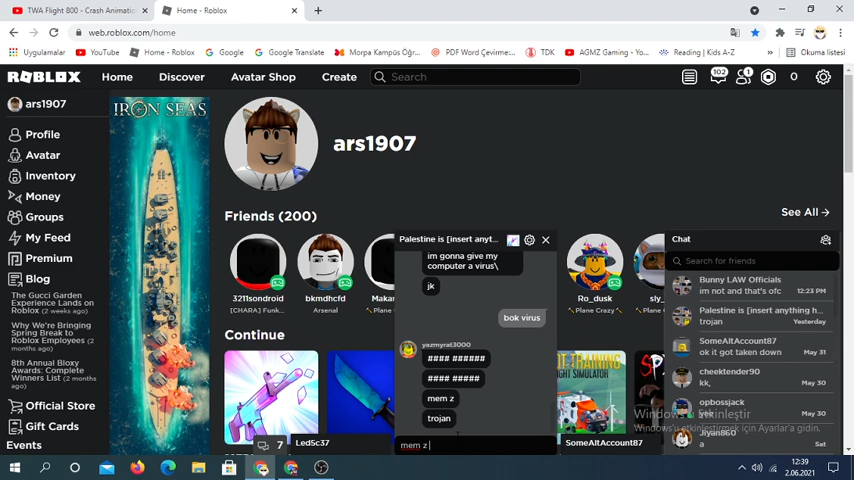 TWA Flight 800 - Crash Animation
Home - Roblox
web.roblox.com/home
Uygulamalar
YouTube
Home - Roblox
Google
Google Translate
Morpa Kampüs Öğr...
PDF Word Çevirme:...
TDK
AGMZ Gaming - Yo...
Reading | Kids A-Z
Okuma listesi
ROBLOX
Home
Discover
Avatar Shop
Create
Search
102
1
0
ars1907
Profile
Avatar
Inventory
Money
Groups
My Feed
Premium
Blog
The Gucci Garden
Experience Lands on
Roblox (2 weeks ago)
Why We're Bringing
Spring Break to
Roblox Employees (2
months ago)
8th Annual Bloxy
Awards: Complete
Winners List (2
months ago)
Official Store
Gift Cards
Events
IRON SEAS
ars1907
See All
Friends (200)
3211sondroid
[CHARA] Funk...
bkmdhcfd
Arsenal
Makar
Plane Crazy
Ro_dusk
Plane Crazy
sly_
Plane
Continue
Led5c37
SomeAltAccount87
7
Palestine is [insert anyt...
im gonna give my
computer a virus\
jk
bok virus
yazmyrat3000
#### ######
#### #####
mem z
trojan
mem z
Chat
Search for friends
Bunny LAW Officials
im not and that's ofc
12:23 PM
Palestine is [insert anything h...
trojan
Yesterday
SomeAltAccount87
ok it got taken down
May 31
cheektender90
kk,
May 30
opbossjack
May 30
Jiyan860
a
Sat
Windows'u etkinleştir
Windows'u etkinleştirmek için Ayarlar'a gidin.
12:39
2.06.2021